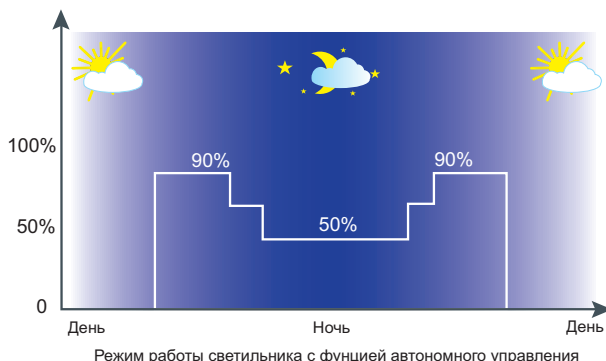 100%
90%
90%
50%
50%
0
День
Ночь
День
Режим работы светильника с фунцией автономного управления